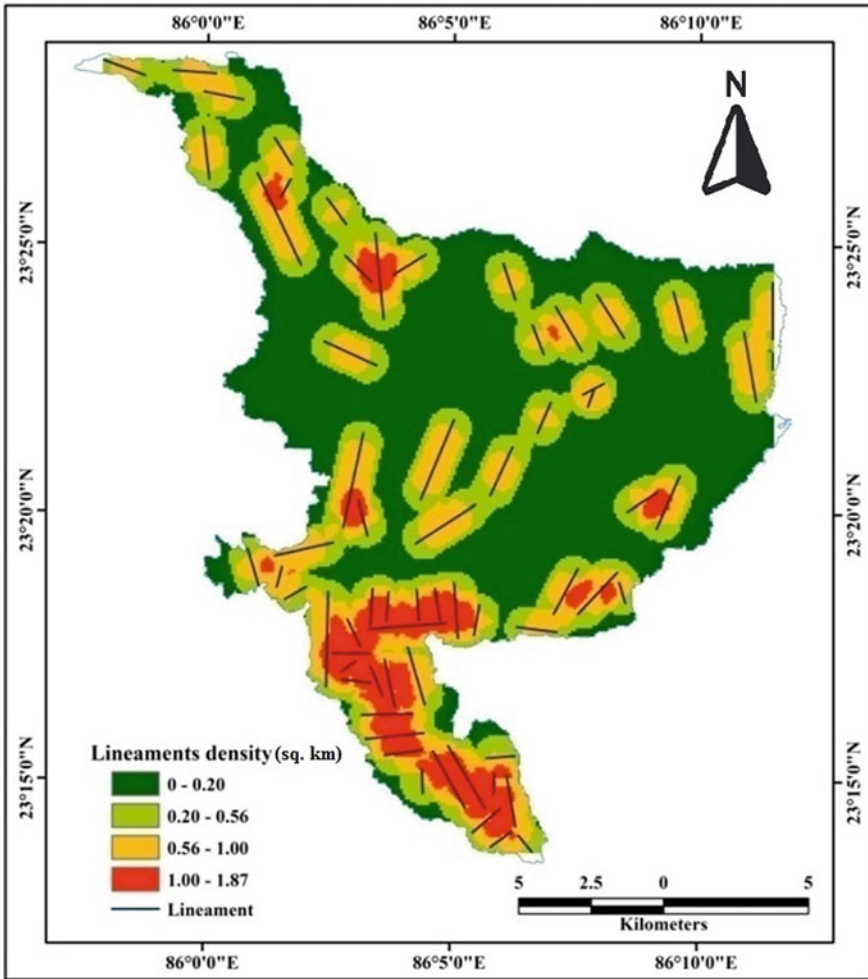 86°0'0"E 86°5'0"E 86°10'0"E
N
23°25'0"N 23°25'0"N
23°20'0"N 23°20'0"N
23°15'0"N 23°15'0"N
Lineaments density (sq. km)
0 - 0.20
0.20 - 0.56
0.56 - 1.00
1.00 - 1.87
Lineament
5 2.5 0 5
Kilometers
86°0'0"E 86°5'0"E 86°10'0"E